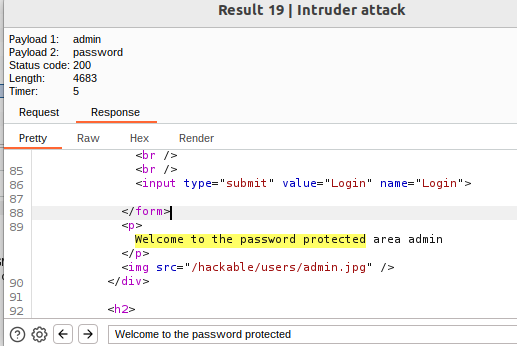 Result 19 | Intruder attack
Payload 1: admin
Payload 2: password
Status code: 200
Length: 4683
Timer: 5
Request Response
Pretty Raw Hex Render
<br />
85 <br />
86 <input type="submit" value="Login" name="Login">
87
88 </form>
89 <p>
Welcome to the password protected area admin
</p>
<img src="/hackable/users/admin.jpg" />
90 </div>
91
92 <h2>
Welcome to the password protected